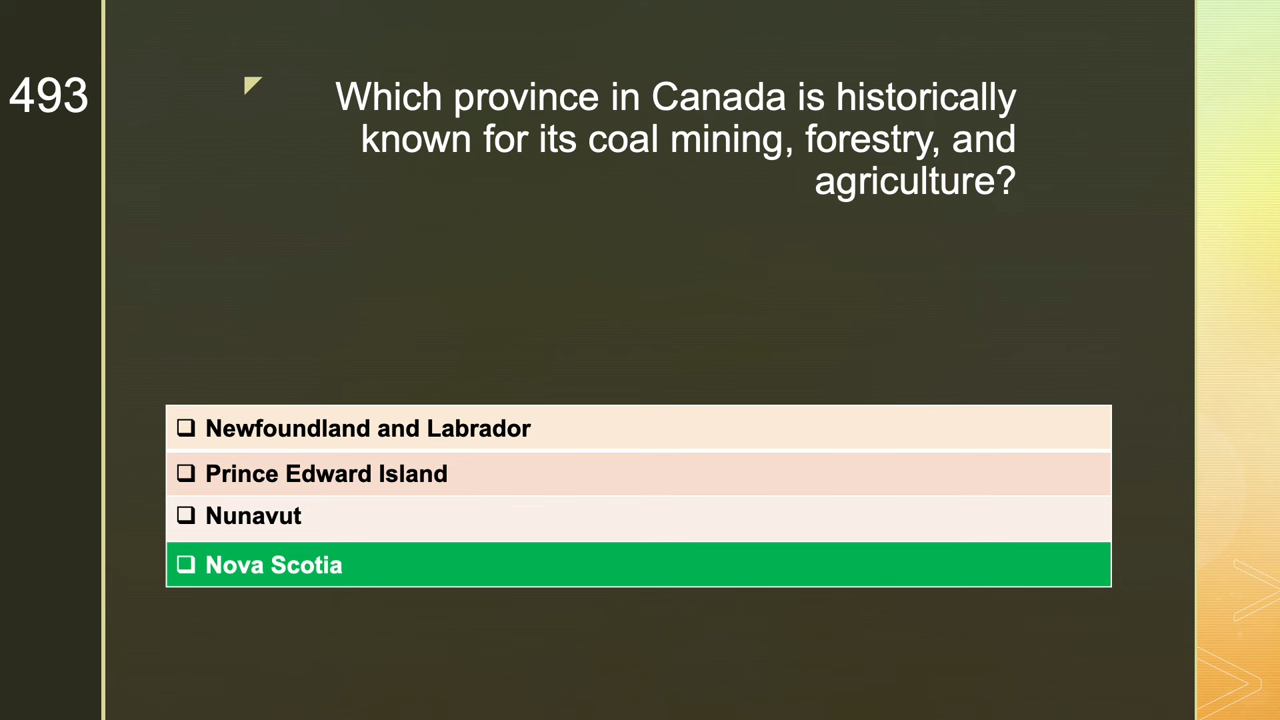 493
Which province in Canada is historically
known for its coal mining, forestry, and
agriculture?
❑ Newfoundland and Labrador
❑ Prince Edward Island
❑ Nunavut
❑ Nova Scotia